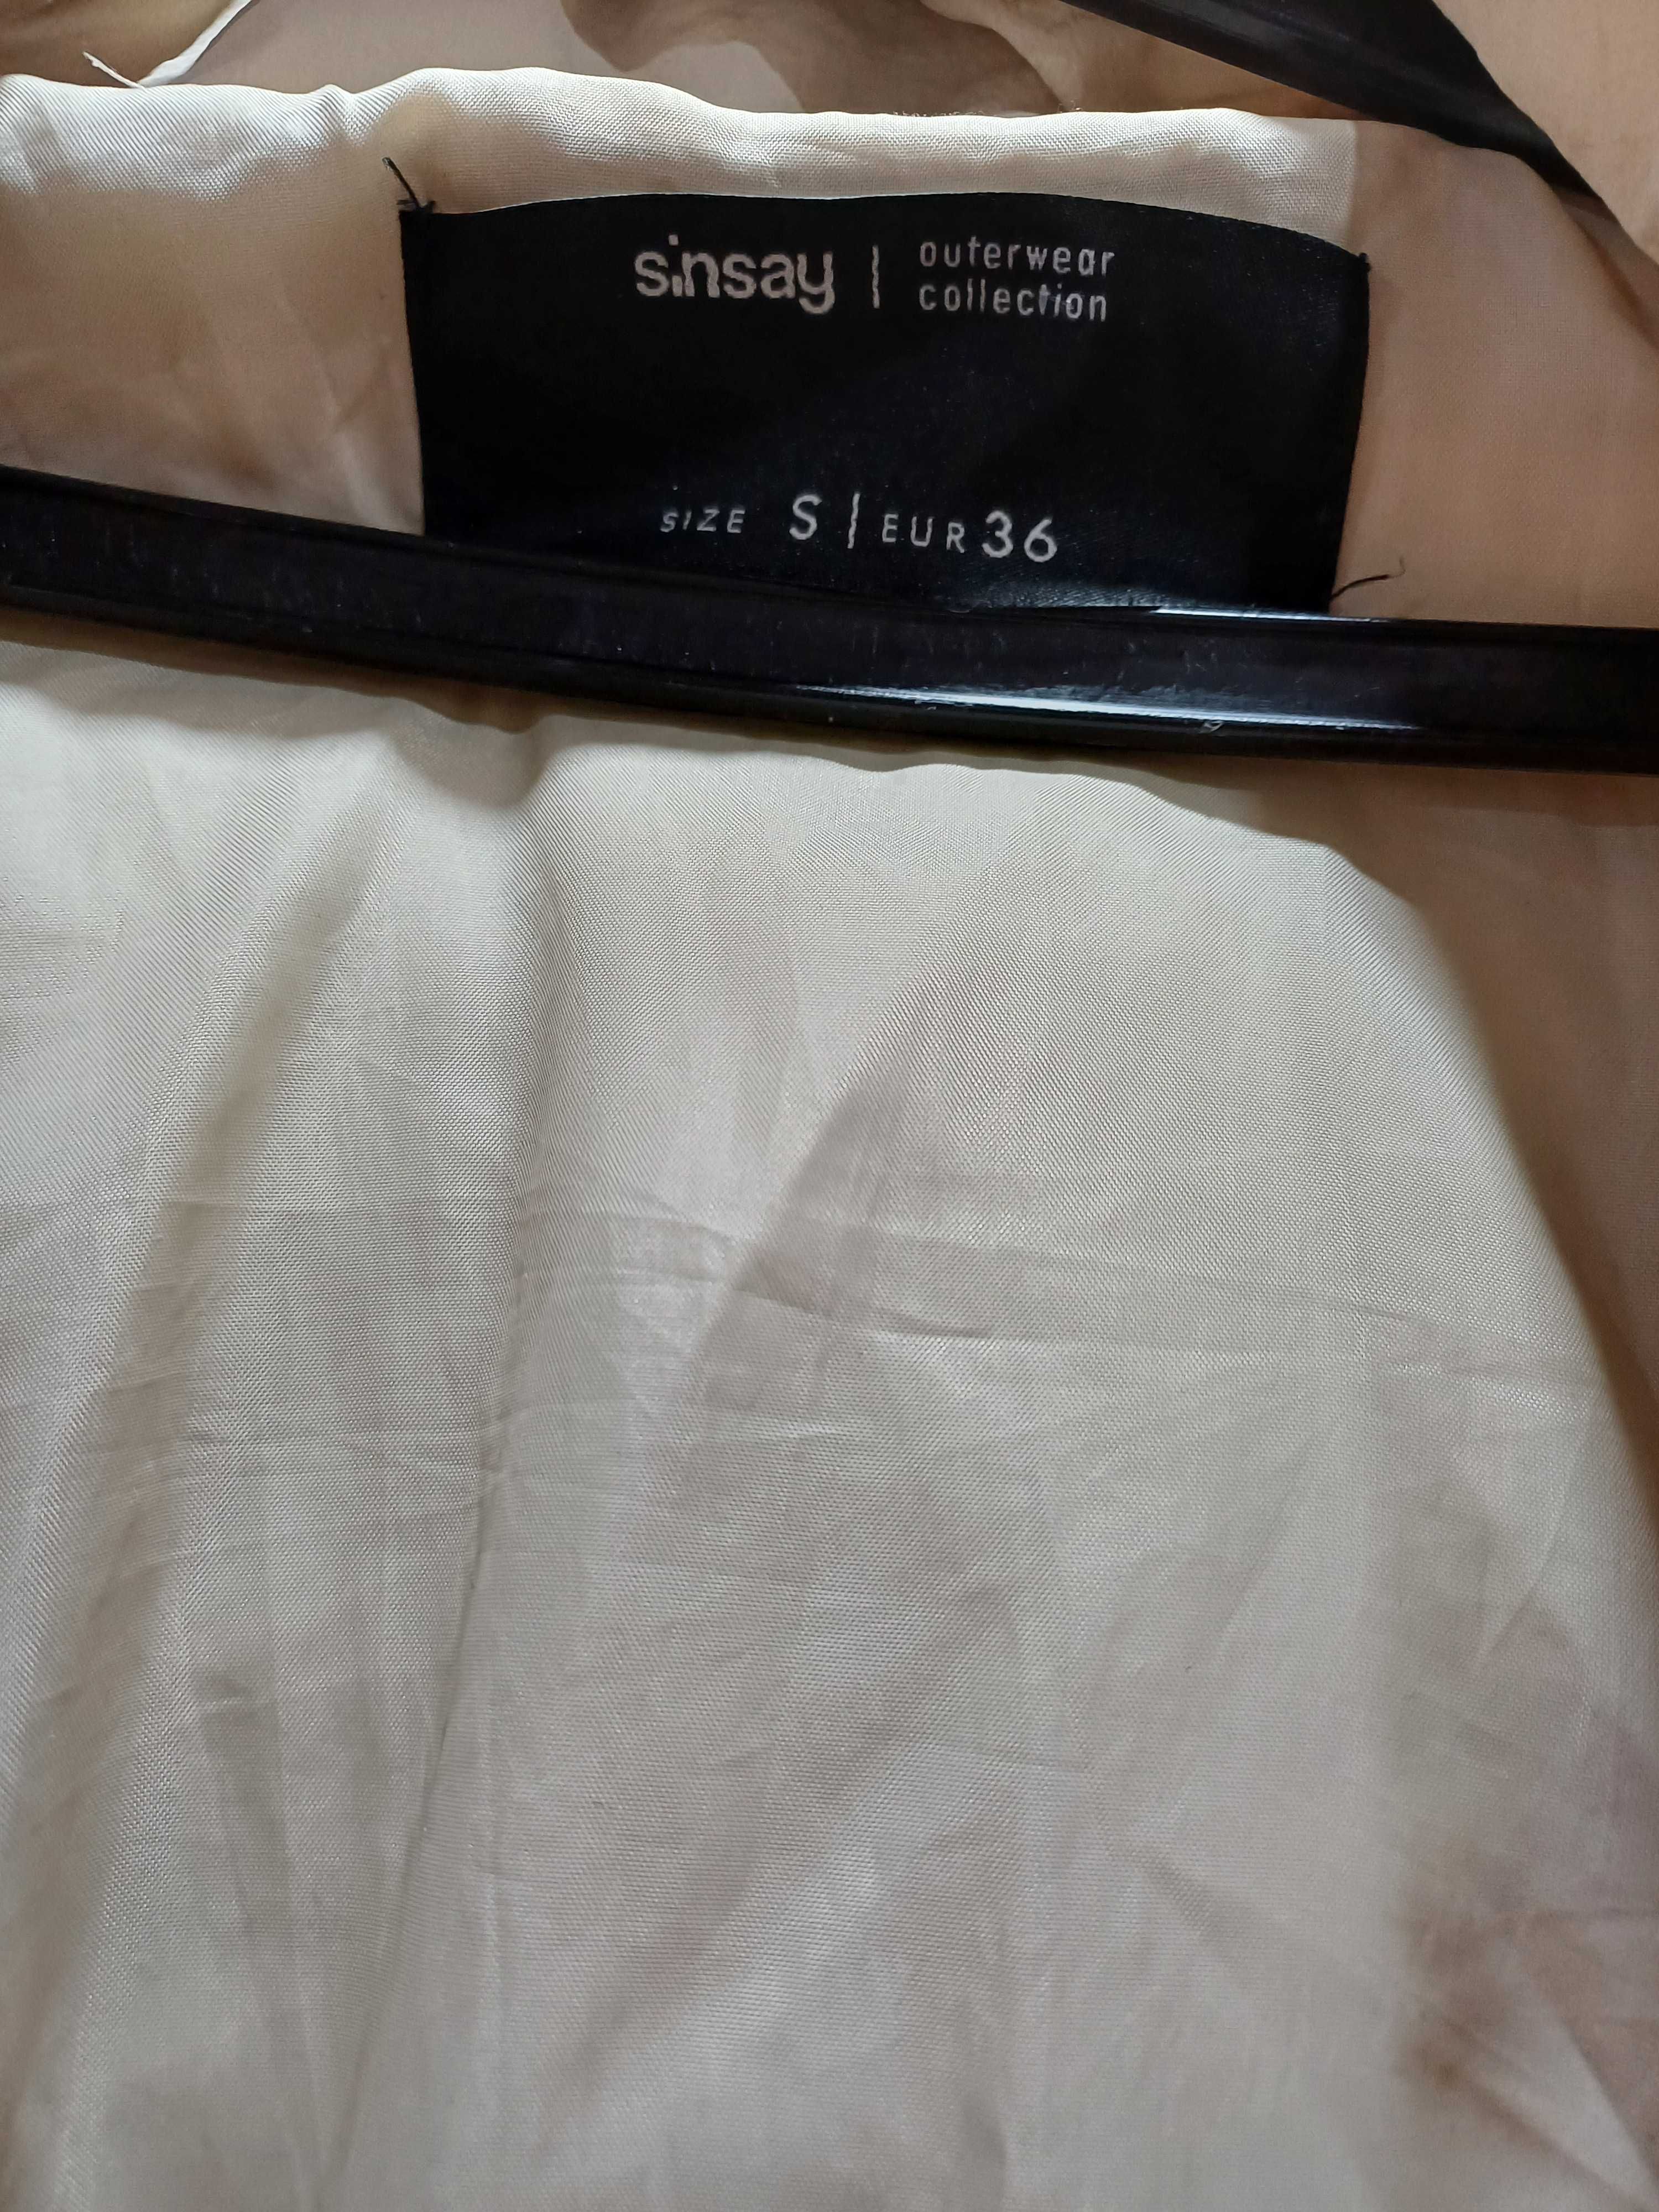 sinsay | outerwear
collection
SIZE S | EUR 36